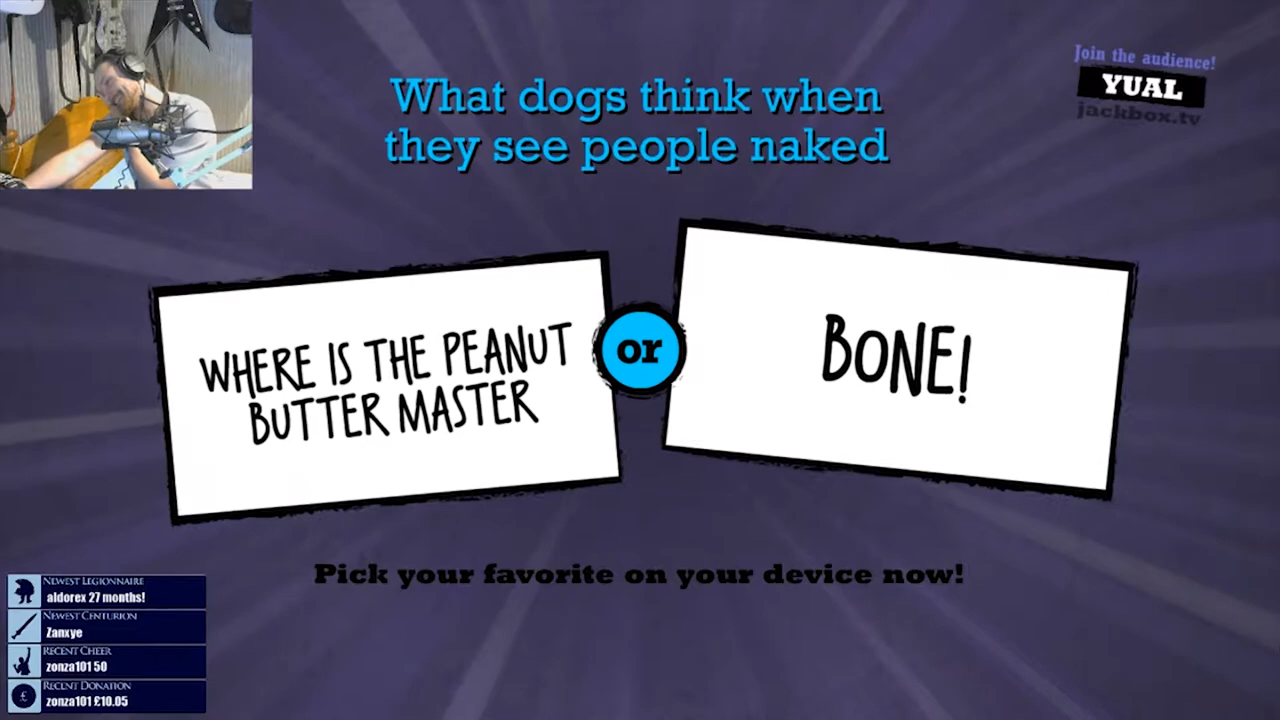 What dogs think when
they see people naked
Join the audience!
YUAL
jackbox.tv
WHERE IS THE PEANUT
BUTTER MASTER
or
BONE!
Pick your favorite on your device now!
NEWEST LEGIONNAIRE
aldorex 27 months!
NEWEST CENTURION
Zanxye
RECENT CHEER
zonza101 50
RECENT DONATION
zonza101 £10.05